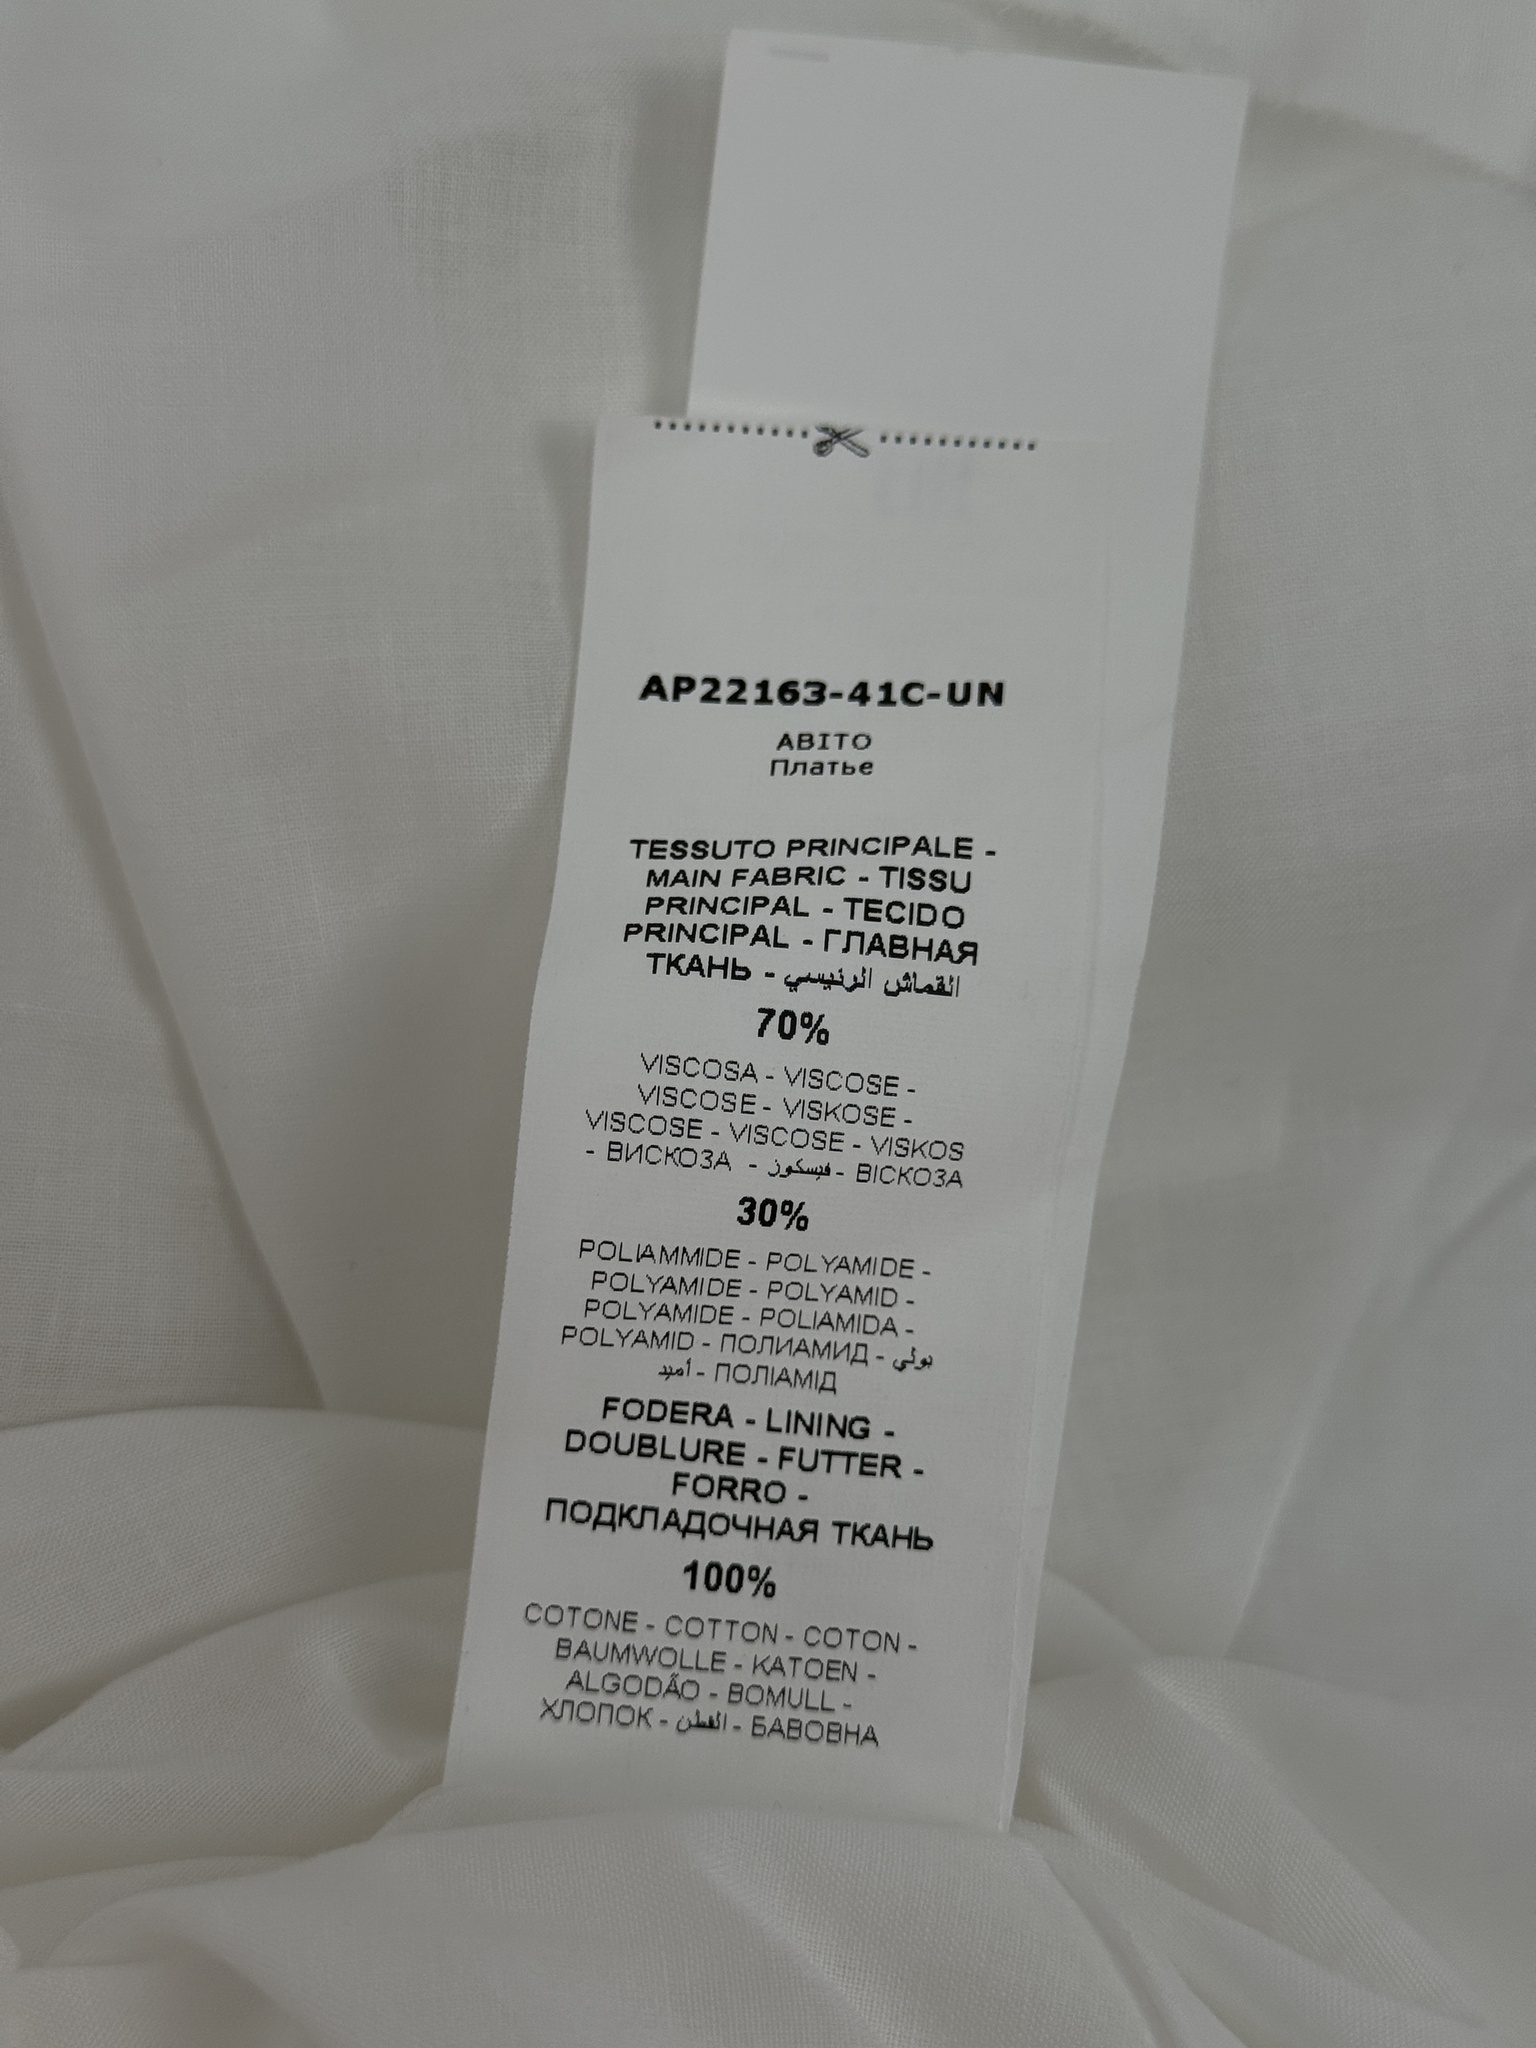 AP22163-41C-UN
ABITO
Платье
TESSUTO PRINCIPALE -
MAIN FABRIC - TISSU
PRINCIPAL - TECIDO
PRINCIPAL - ГЛАВНАЯ
ТКАНЬ - القماش الرئيسي
70%
VISCOSA - VISCOSE -
VISCOSE - VISKOSE -
VISCOSE - VISCOSE - VISKOS
- ВИСКОЗА - فيسكوز - ВІСКОЗА
30%
POLIAMMIDE - POLYAMIDE -
POLYAMIDE - POLYAMID -
POLYAMIDE - POLIAMIDA -
POLYAMID - ПОЛИАМИД - بولي
أميد - ПОЛІАМІД
FODERA - LINING -
DOUBLURE - FUTTER -
FORRO -
ПОДКЛАДОЧНАЯ ТКАНЬ
100%
COTONE - COTTON - COTON -
BAUMWOLLE - KATOEN -
ALGODÃO - BOMULL -
ХЛОПОК - القطن - БАВОВНА